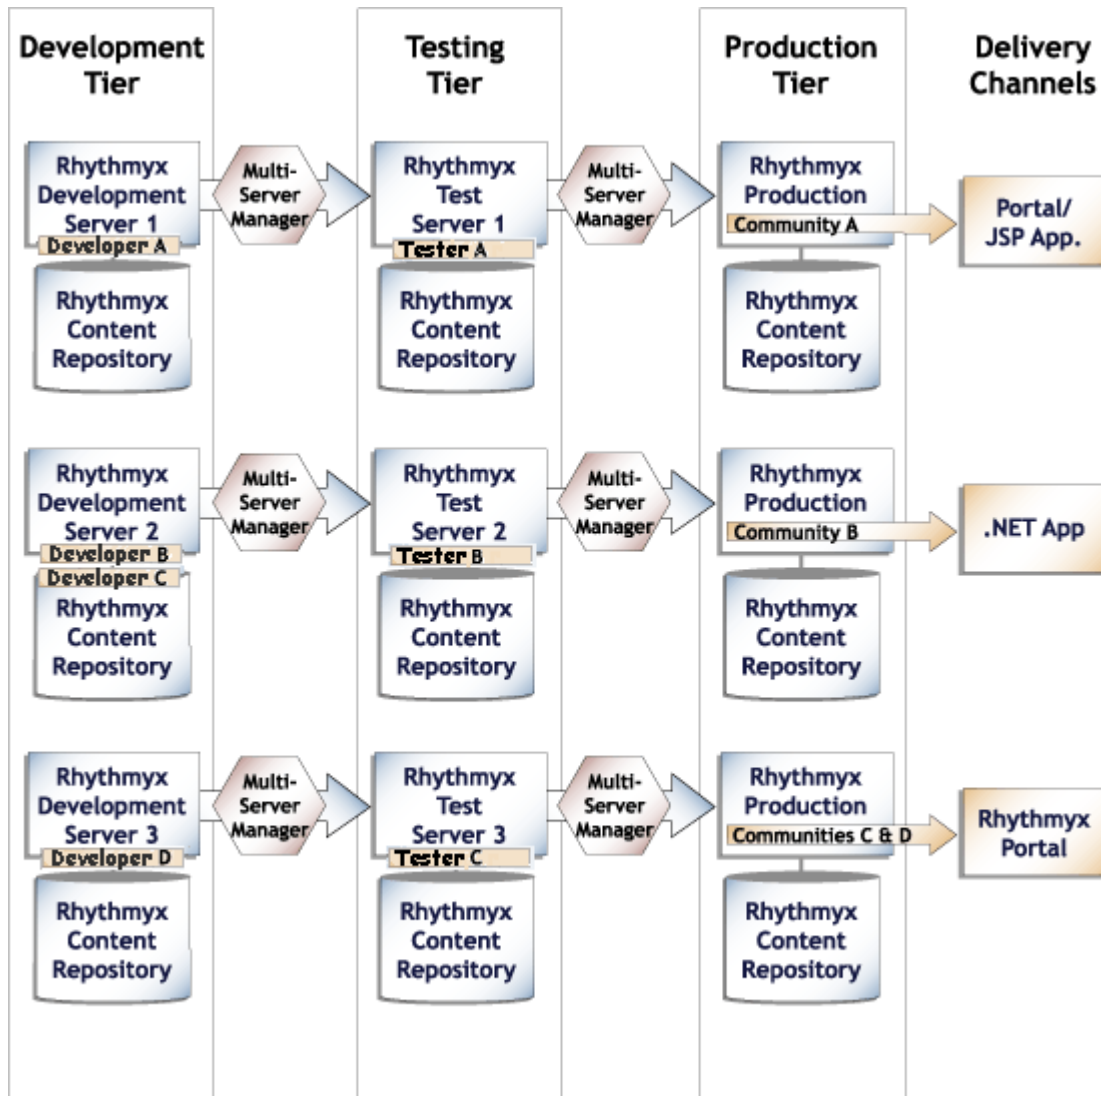 Development
Tier
Testing
Tier
Production
Tier
Delivery
Channels
Rhythmyx
Development
Server 1
Developer A
Rhythmyx
Content
Repository
Multi-
Server
Manager
Rhythmyx
Test
Server 1
Tester A
Rhythmyx
Content
Repository
Multi-
Server
Manager
Rhythmyx
Production
Community A
Rhythmyx
Content
Repository
Portal/
JSP App.
Rhythmyx
Development
Server 2
Developer B
Developer C
Rhythmyx
Content
Repository
Multi-
Server
Manager
Rhythmyx
Test
Server 2
Tester B
Rhythmyx
Content
Repository
Multi-
Server
Manager
Rhythmyx
Production
Community B
Rhythmyx
Content
Repository
.NET App
Rhythmyx
Development
Server 3
Developer D
Rhythmyx
Content
Repository
Multi-
Server
Manager
Rhythmyx
Test
Server 3
Tester C
Rhythmyx
Content
Repository
Multi-
Server
Manager
Rhythmyx
Production
Communities C & D
Rhythmyx
Content
Repository
Rhythmyx
Portal